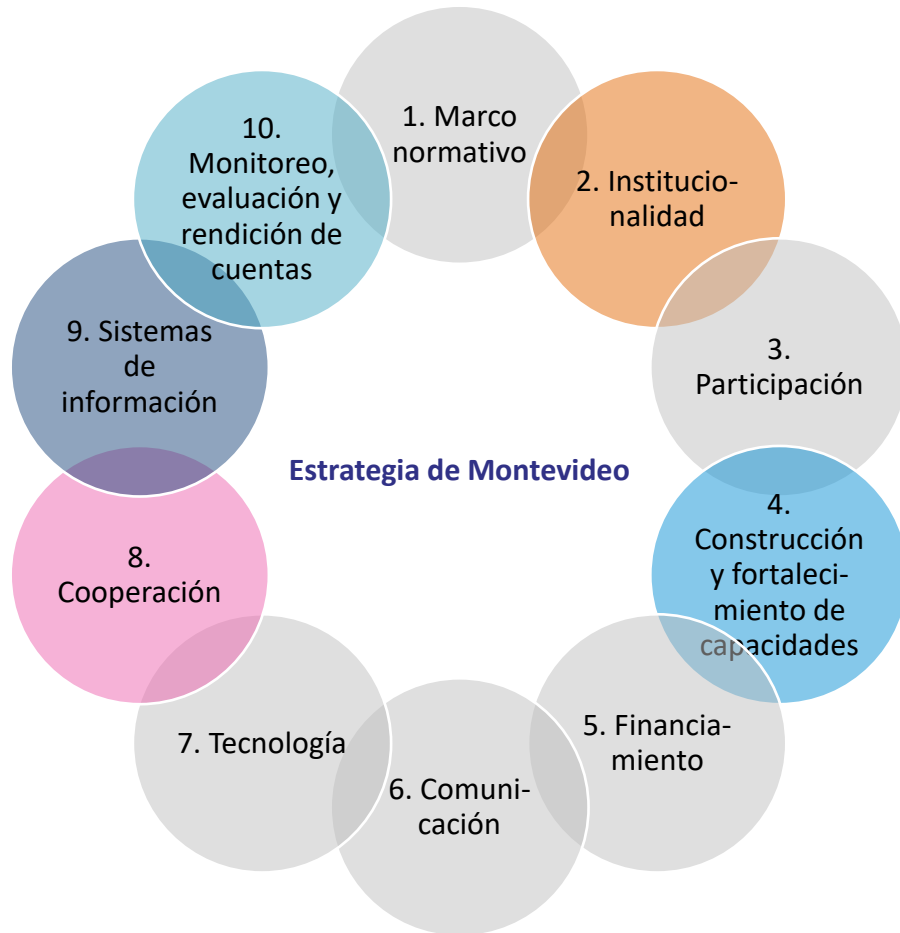 1. Marco
normativo
2. Institucio-
nalidad
3.
Participación
4.
Construcción
y fortaleci-
miento de
capacidades
5. Financia-
miento
6. Comuni-
cación
7. Tecnología
8.
Cooperación
9. Sistemas
de
información
10.
Monitoreo,
evaluación y
rendición de
cuentas
Estrategia de Montevideo